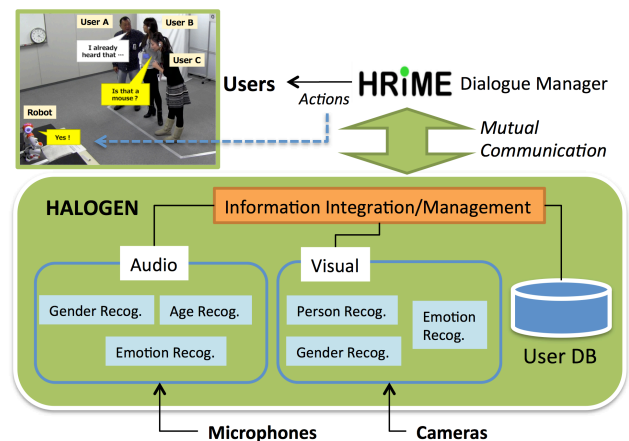 User A
User B
I already
heard that ...
User C
Is that a
mouse ?
Robot
Yes !
Users
Actions
HRiME Dialogue Manager
Mutual
Communication
HALOGEN
Information Integration/Management
Audio
Visual
Gender Recog.
Age Recog.
Emotion Recog.
Person Recog.
Gender Recog.
Emotion
Recog.
User DB
Microphones
Cameras